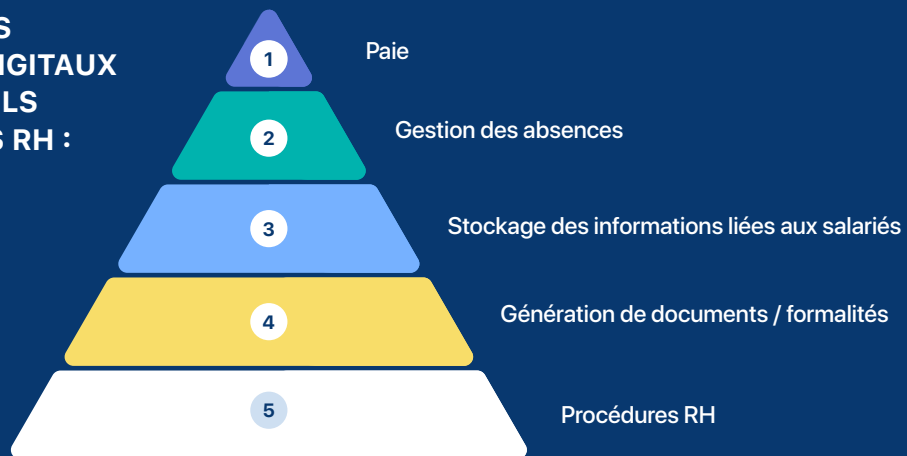 S
IGITAUX
LS
S RH :
1
Paie
2
Gestion des absences
3
Stockage des informations liées aux salariés
4
Génération de documents / formalités
5
Procédures RH